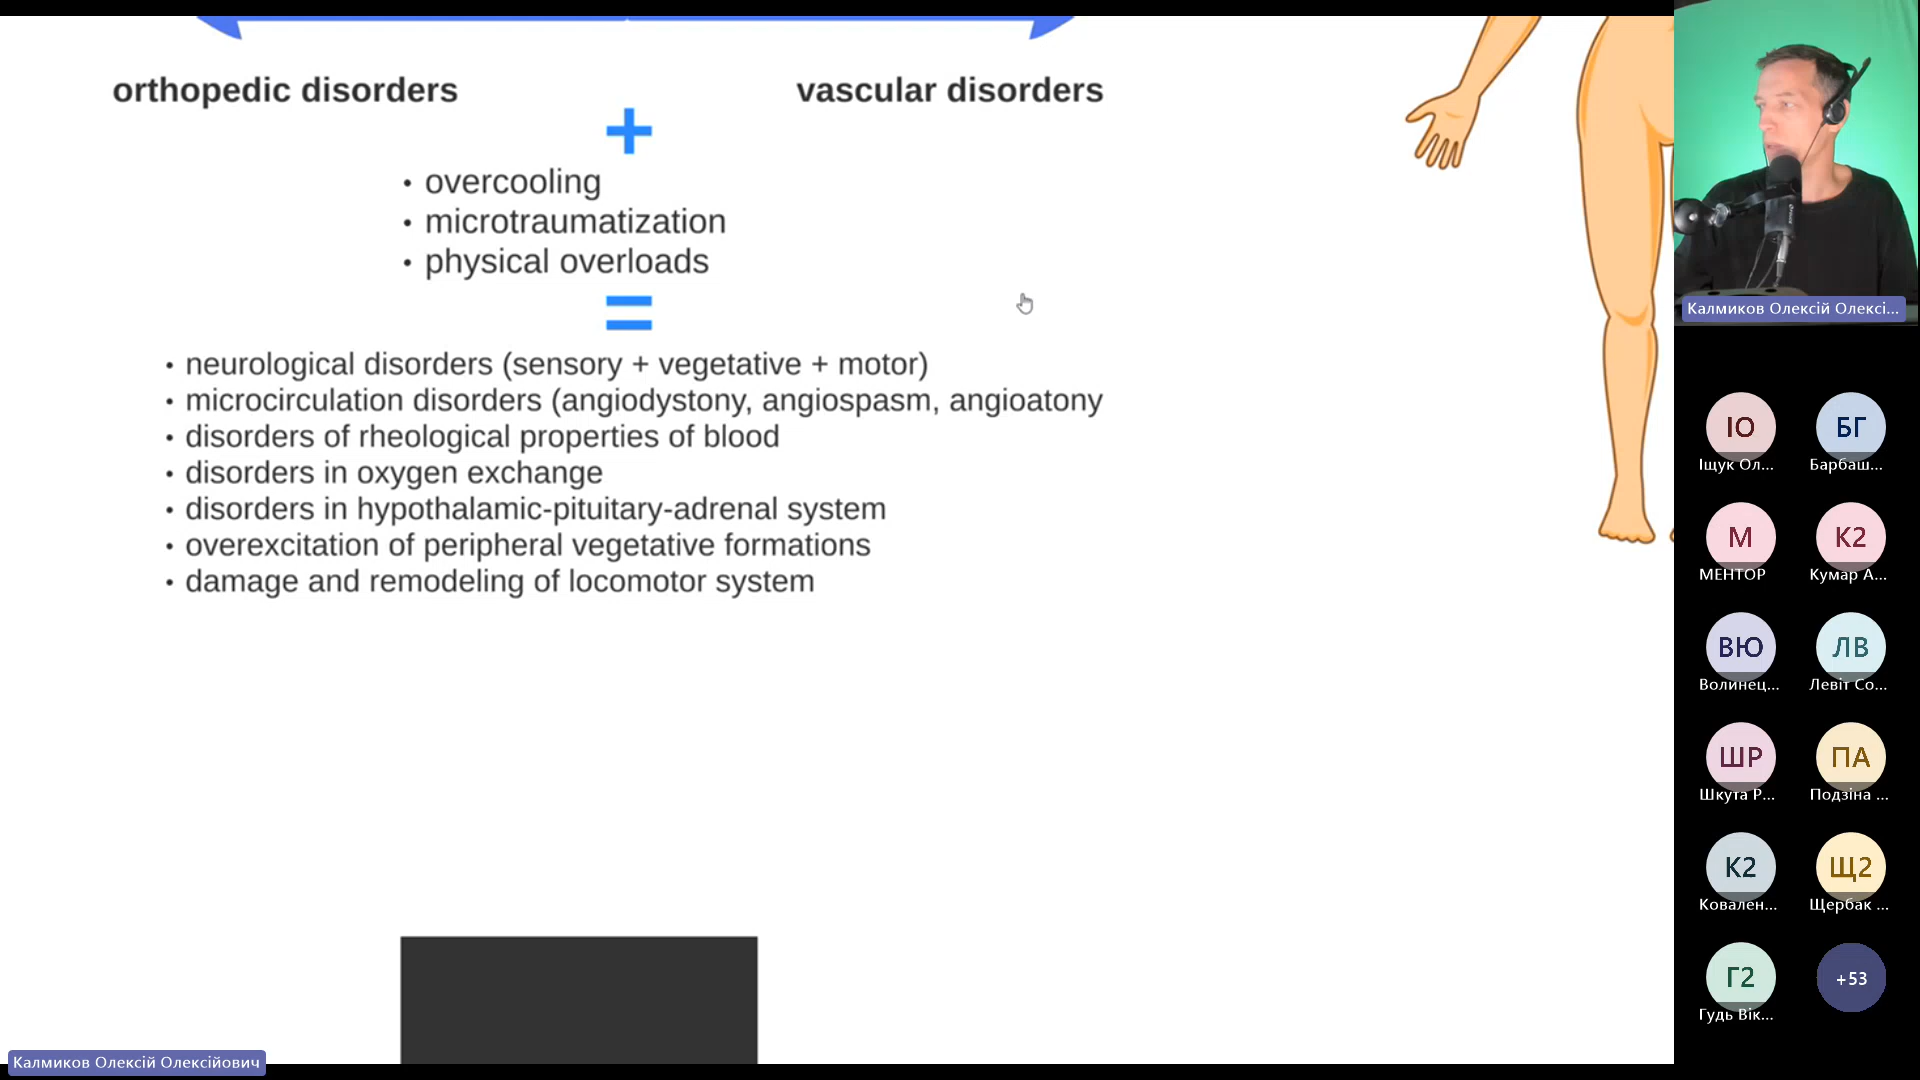 orthopedic disorders
vascular disorders
+
• overcooling
• microtraumatization
• physical overloads
=
• neurological disorders (sensory + vegetative + motor)
• microcirculation disorders (angiodystony, angiospasm, angioatony
• disorders of rheological properties of blood
• disorders in oxygen exchange
• disorders in hypothalamic-pituitary-adrenal system
• overexcitation of peripheral vegetative formations
• damage and remodeling of locomotor system
Калмиков Олексій Олексійович
Калмиков Олексій Олексі...
ІО
Іщук Ол...
БГ
Барбаш...
М
МЕНТОР
К2
Кумар А...
ВЮ
Волинец...
ЛВ
Левіт Со...
ШР
Шкута Р...
ПА
Подзіна ...
К2
Ковален...
Щ2
Щербак ...
Г2
Гудь Вік...
+53